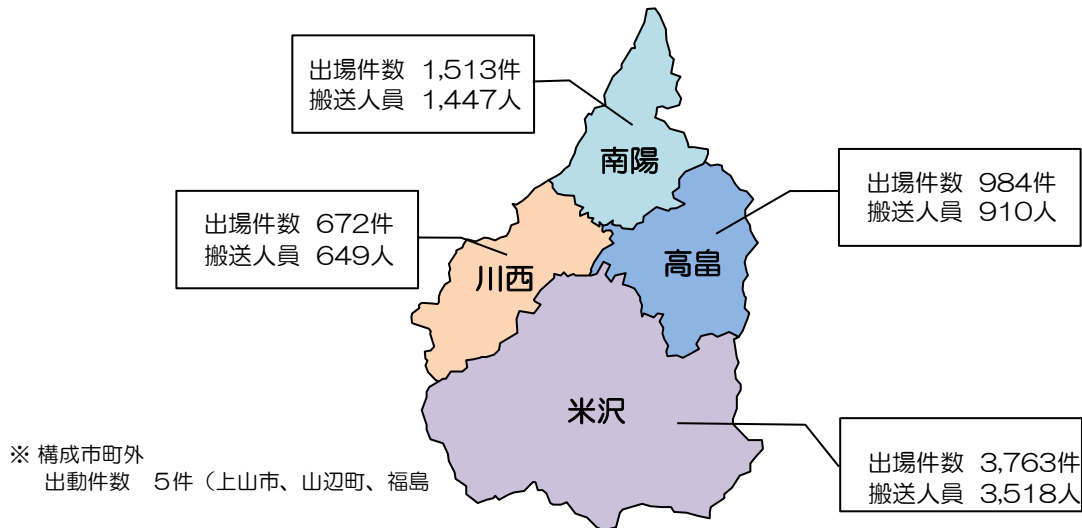 出場件数 1,513件
搬送人員 1,447人
南陽
出場件数 984件
搬送人員 910人
出場件数 672件
搬送人員 649人
高畠
川西
米沢
※ 構成市町外
出動件数 5件（上山市、山辺町、福島
出場件数 3,763件
搬送人員 3,518人